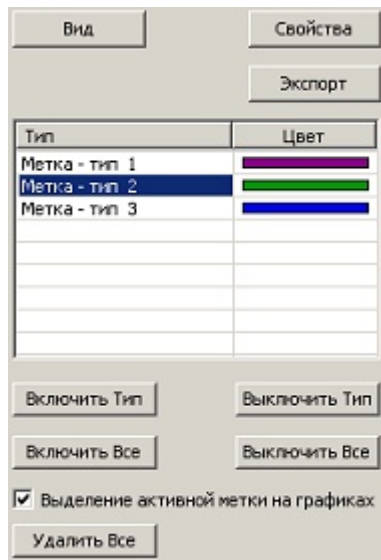 Вид Свойства
Экспорт
Тип Цвет
Метка - тип 1
Метка - тип 2
Метка - тип 3
Включить Тип Выключить Тип
Включить Все Выключить Все
Выделение активной метки на графиках
Удалить Все